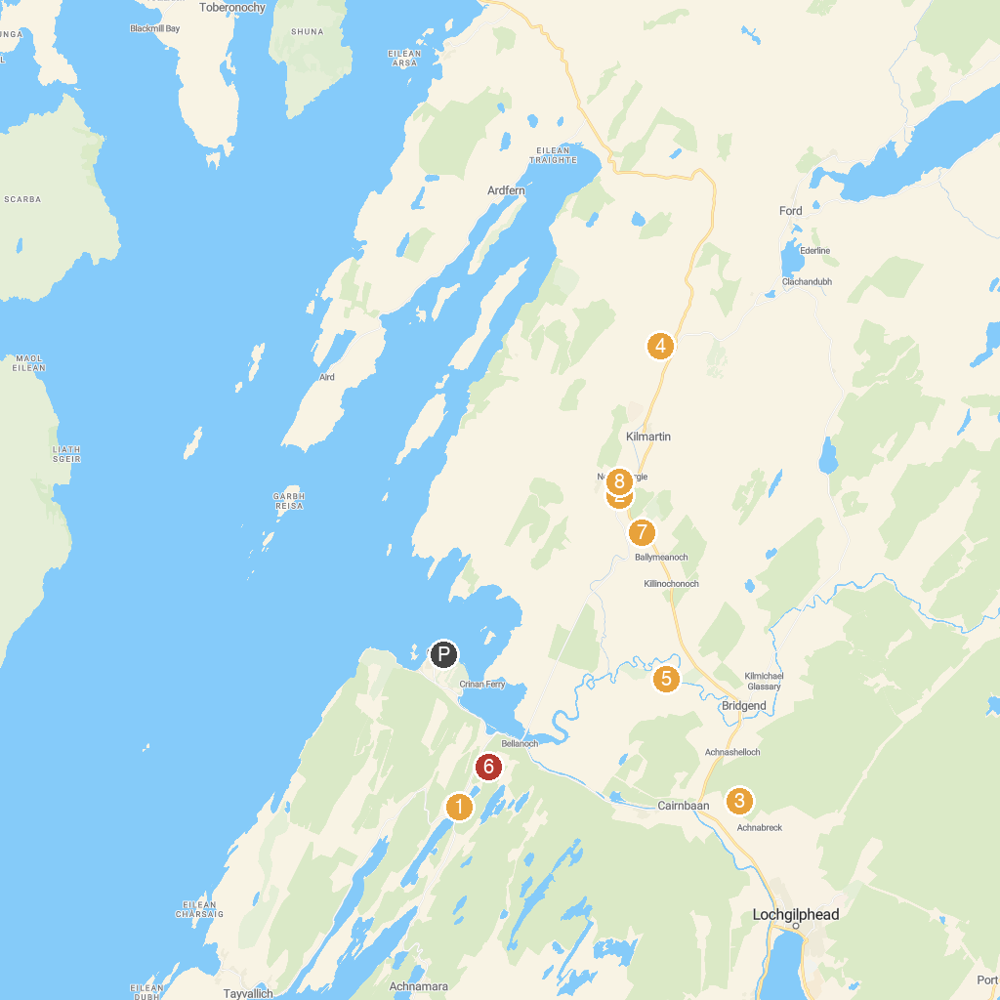 Toberonochy
Blackmill Bay
SHUNA
EILEAN
ARSA
EILEAN
TRAIGHTE
Ardfern
SCARBA
Ford
Ederline
Clachandubh
4
MAOL
EILEAN
Aird
Kilmartin
LIATH
SGEIR
8
2
GARBH
REISA
7
Ballymeanoch
Killinochonoch
P
5
Crinan Ferry
Kilmichael
Glassary
Bridgend
Bellanoch
Achnashelloch
6
1
3
Cairnbaan
Achnabreck
EILEAN
CHARSAIG
Lochgilphead
Port
Achnamara
EILEAN
DUBH
Tayvallich